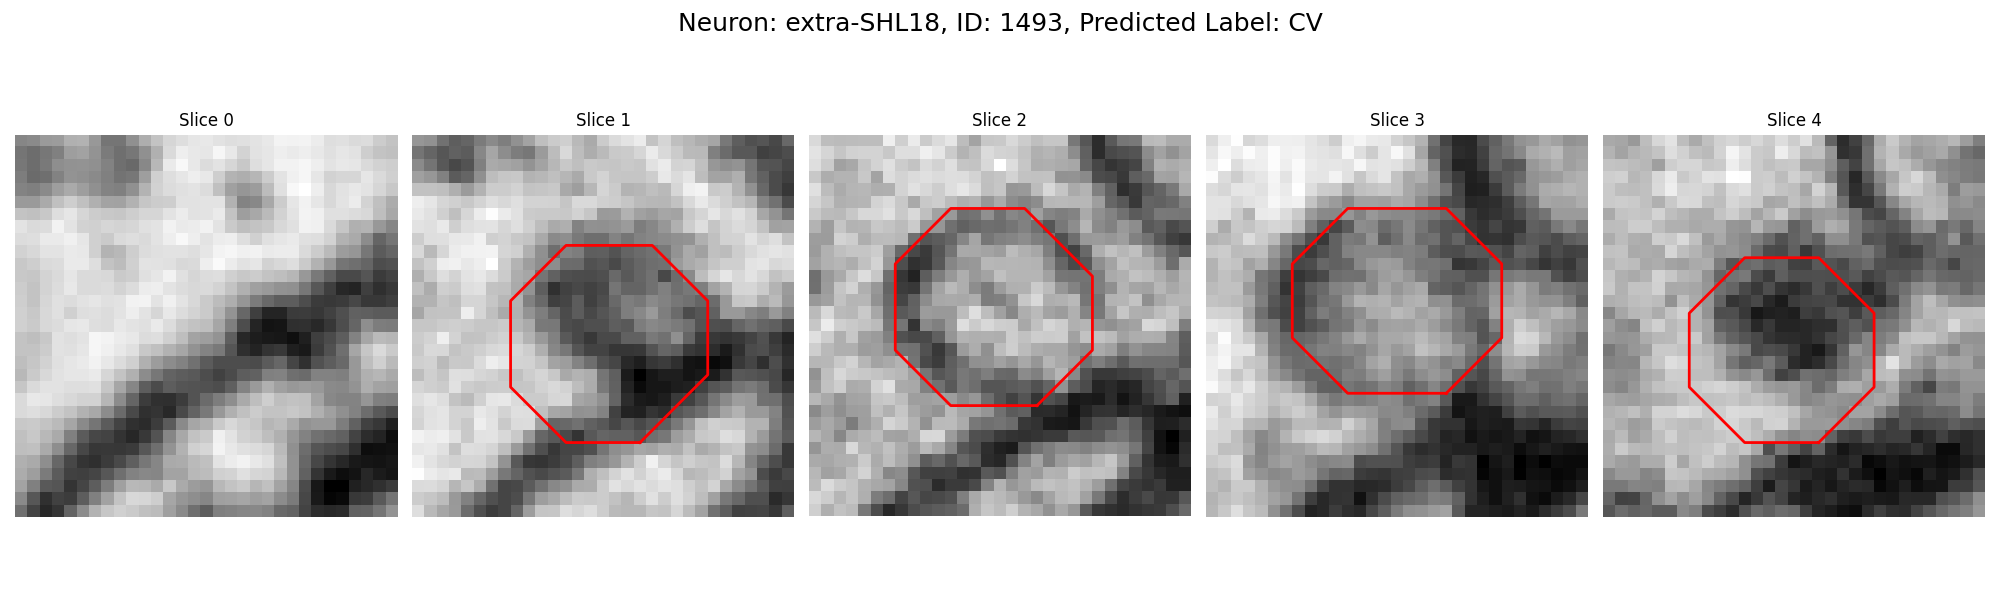 Neuron: extra-SHL18, ID: 1493, Predicted Label: CV
Slice 0
Slice 1
Slice 2
Slice 3
Slice 4